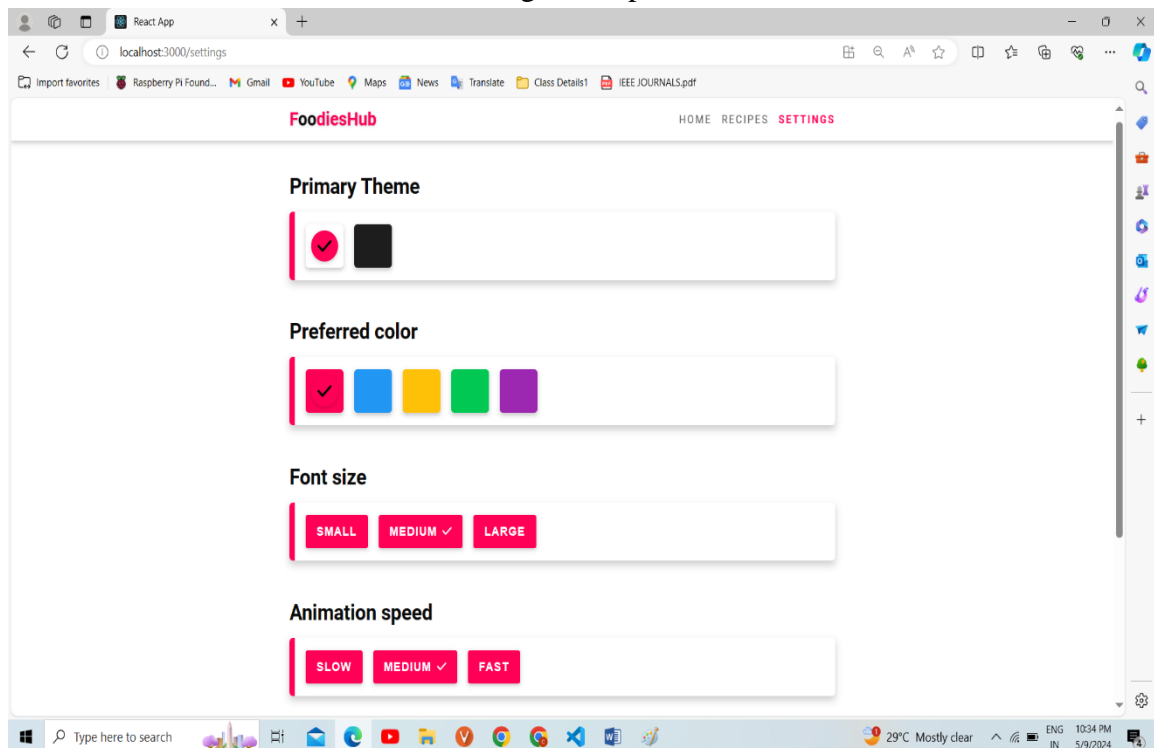 React App
localhost:3000/settings
Import favorites Raspberry Pi Found... Gmail YouTube Maps News Translate Class Details1 IEEE JOURNALS.pdf
FoodiesHub HOME RECIPES SETTINGS
Primary Theme
Preferred color
Font size
SMALL MEDIUM LARGE
Animation speed
SLOW MEDIUM FAST
Type here to search 29°C Mostly clear ENG 10:34 PM
IN 5/9/2024